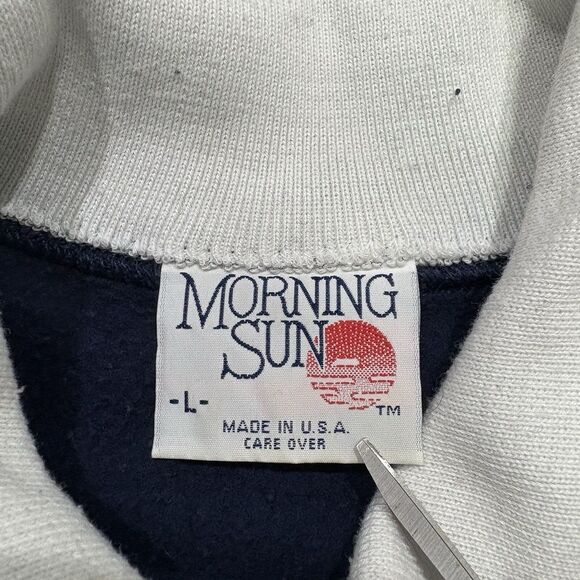 MORNING
SUN
TM
-L-
MADE IN U.S.A.
CARE OVER